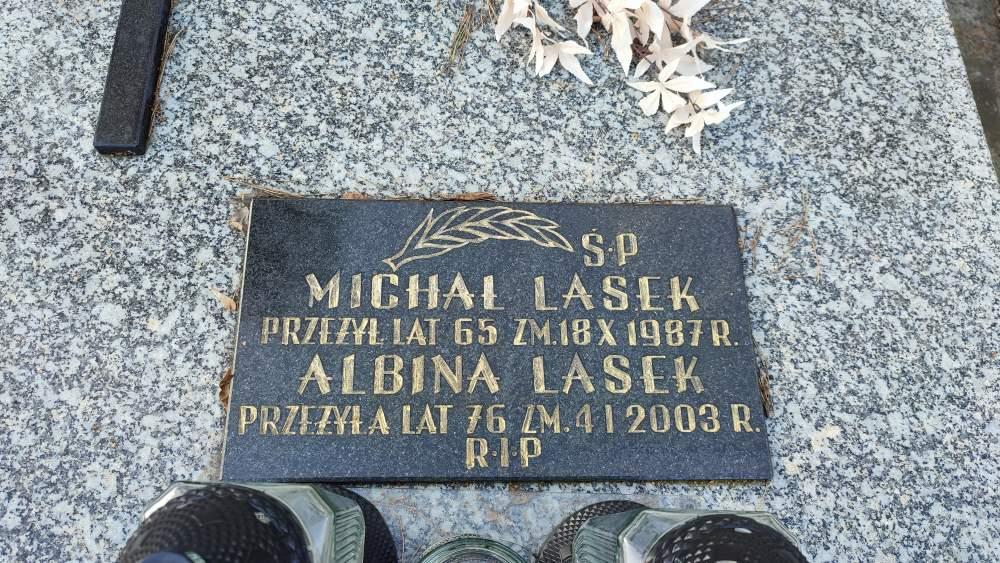 Ś.P
MICHAŁ LASEK
PRZEŻYŁ LAT 65 ZM.18 X 1987 R.
ALBINA LASEK
PRZEŻYŁA LAT 76 ZM.4 I 2003 R.
R.I.P